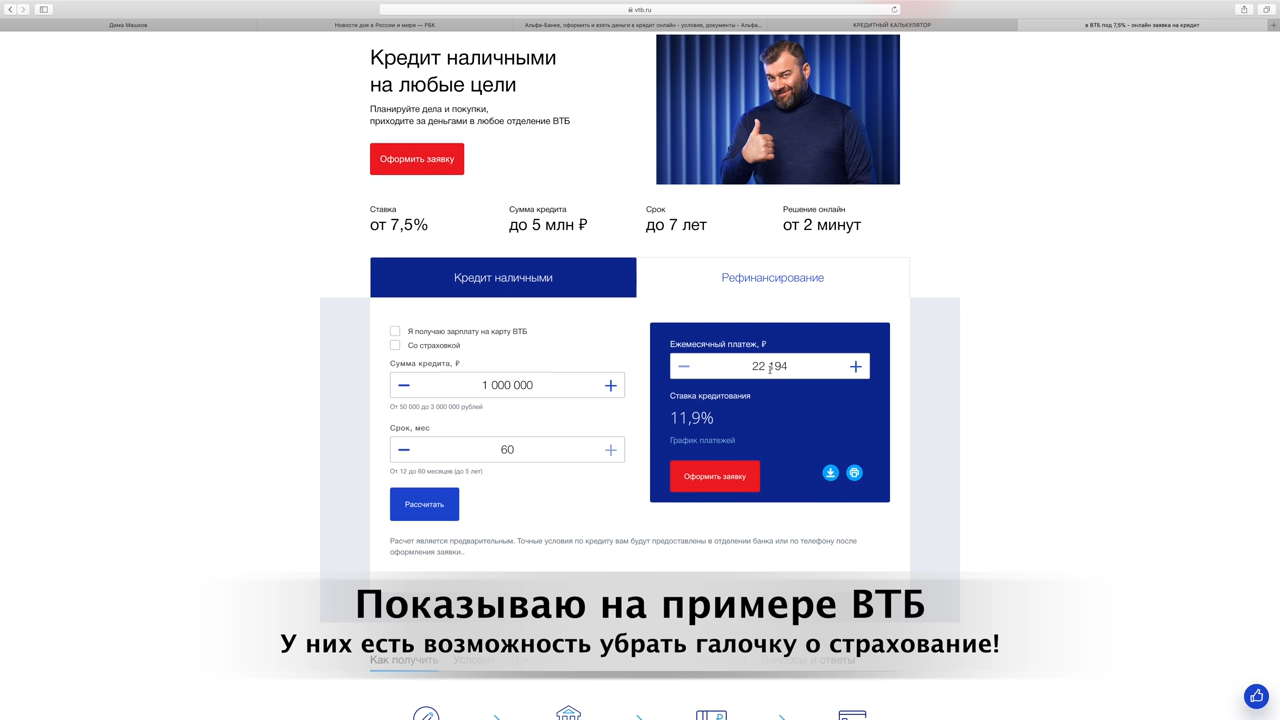 vtb.ru
Дима Машков
Новости дня в России и мире — РБК
Альфа-Банке, оформить и взять деньги в кредит онлайн - условия, документы - Альфа...
КРЕДИТНЫЙ КАЛЬКУЛЯТОР
в ВТБ под 7,5% - онлайн заявка на кредит
Кредит наличными
на любые цели
Планируйте дела и покупки,
приходите за деньгами в любое отделение ВТБ
Оформить заявку
Ставка
от 7,5%
Сумма кредита
до 5 млн ₽
Срок
до 7 лет
Решение онлайн
от 2 минут
Кредит наличными
Рефинансирование
Я получаю зарплату на карту ВТБ
Со страховкой
Сумма кредита, ₽
1 000 000
От 50 000 до 3 000 000 рублей
Срок, мес
60
От 12 до 60 месяцев (до 5 лет)
Рассчитать
Ежемесячный платеж, ₽
22 194
Ставка кредитования
11,9%
График платежей
Оформить заявку
Расчет является предварительным. Точные условия по кредиту вам будут предоставлены в отделении банка или по телефону после
оформления заявки..
Показываю на примере ВТБ
У них есть возможность убрать галочку о страхование!
Как получить
Условия
Вопросы и ответы